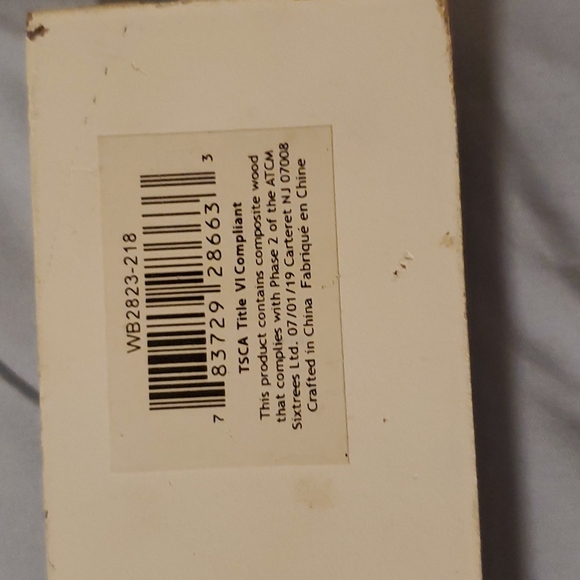 WB2823-218
7 83729 28663 3
TSCA Title VI Compliant
This product contains composite wood
that complies with Phase 2 of the ATCM
Sixtrees Ltd. 07/01/19 Carteret NJ 07008
Crafted in China Fabriqué en Chine